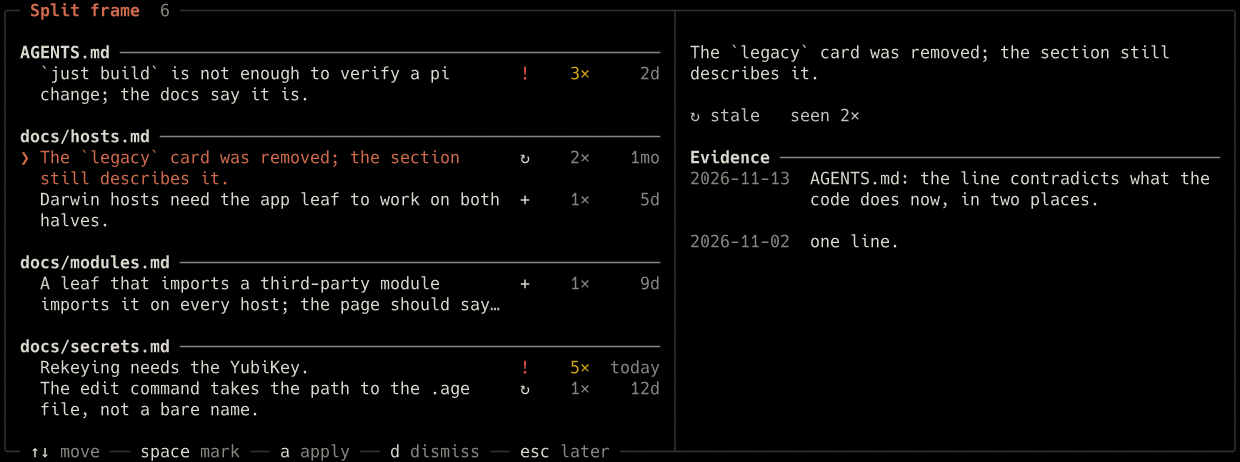 Split frame 6
AGENTS.md
`just build` is not enough to verify a pi ! 3× 2d
change; the docs say it is.
docs/hosts.md
❯ The `legacy` card was removed; the section ↻ 2× 1mo
still describes it.
Darwin hosts need the app leaf to work on both + 1× 5d
halves.
docs/modules.md
A leaf that imports a third-party module + 1× 9d
imports it on every host; the page should say…
docs/secrets.md
Rekeying needs the YubiKey. ! 5× today
The edit command takes the path to the .age ↻ 1× 12d
file, not a bare name.
↑↓ move — space mark — a apply — d dismiss — esc later
The `legacy` card was removed; the section still
describes it.
↻ stale seen 2×
Evidence
2026-11-13 AGENTS.md: the line contradicts what the
code does now, in two places.
2026-11-02 one line.